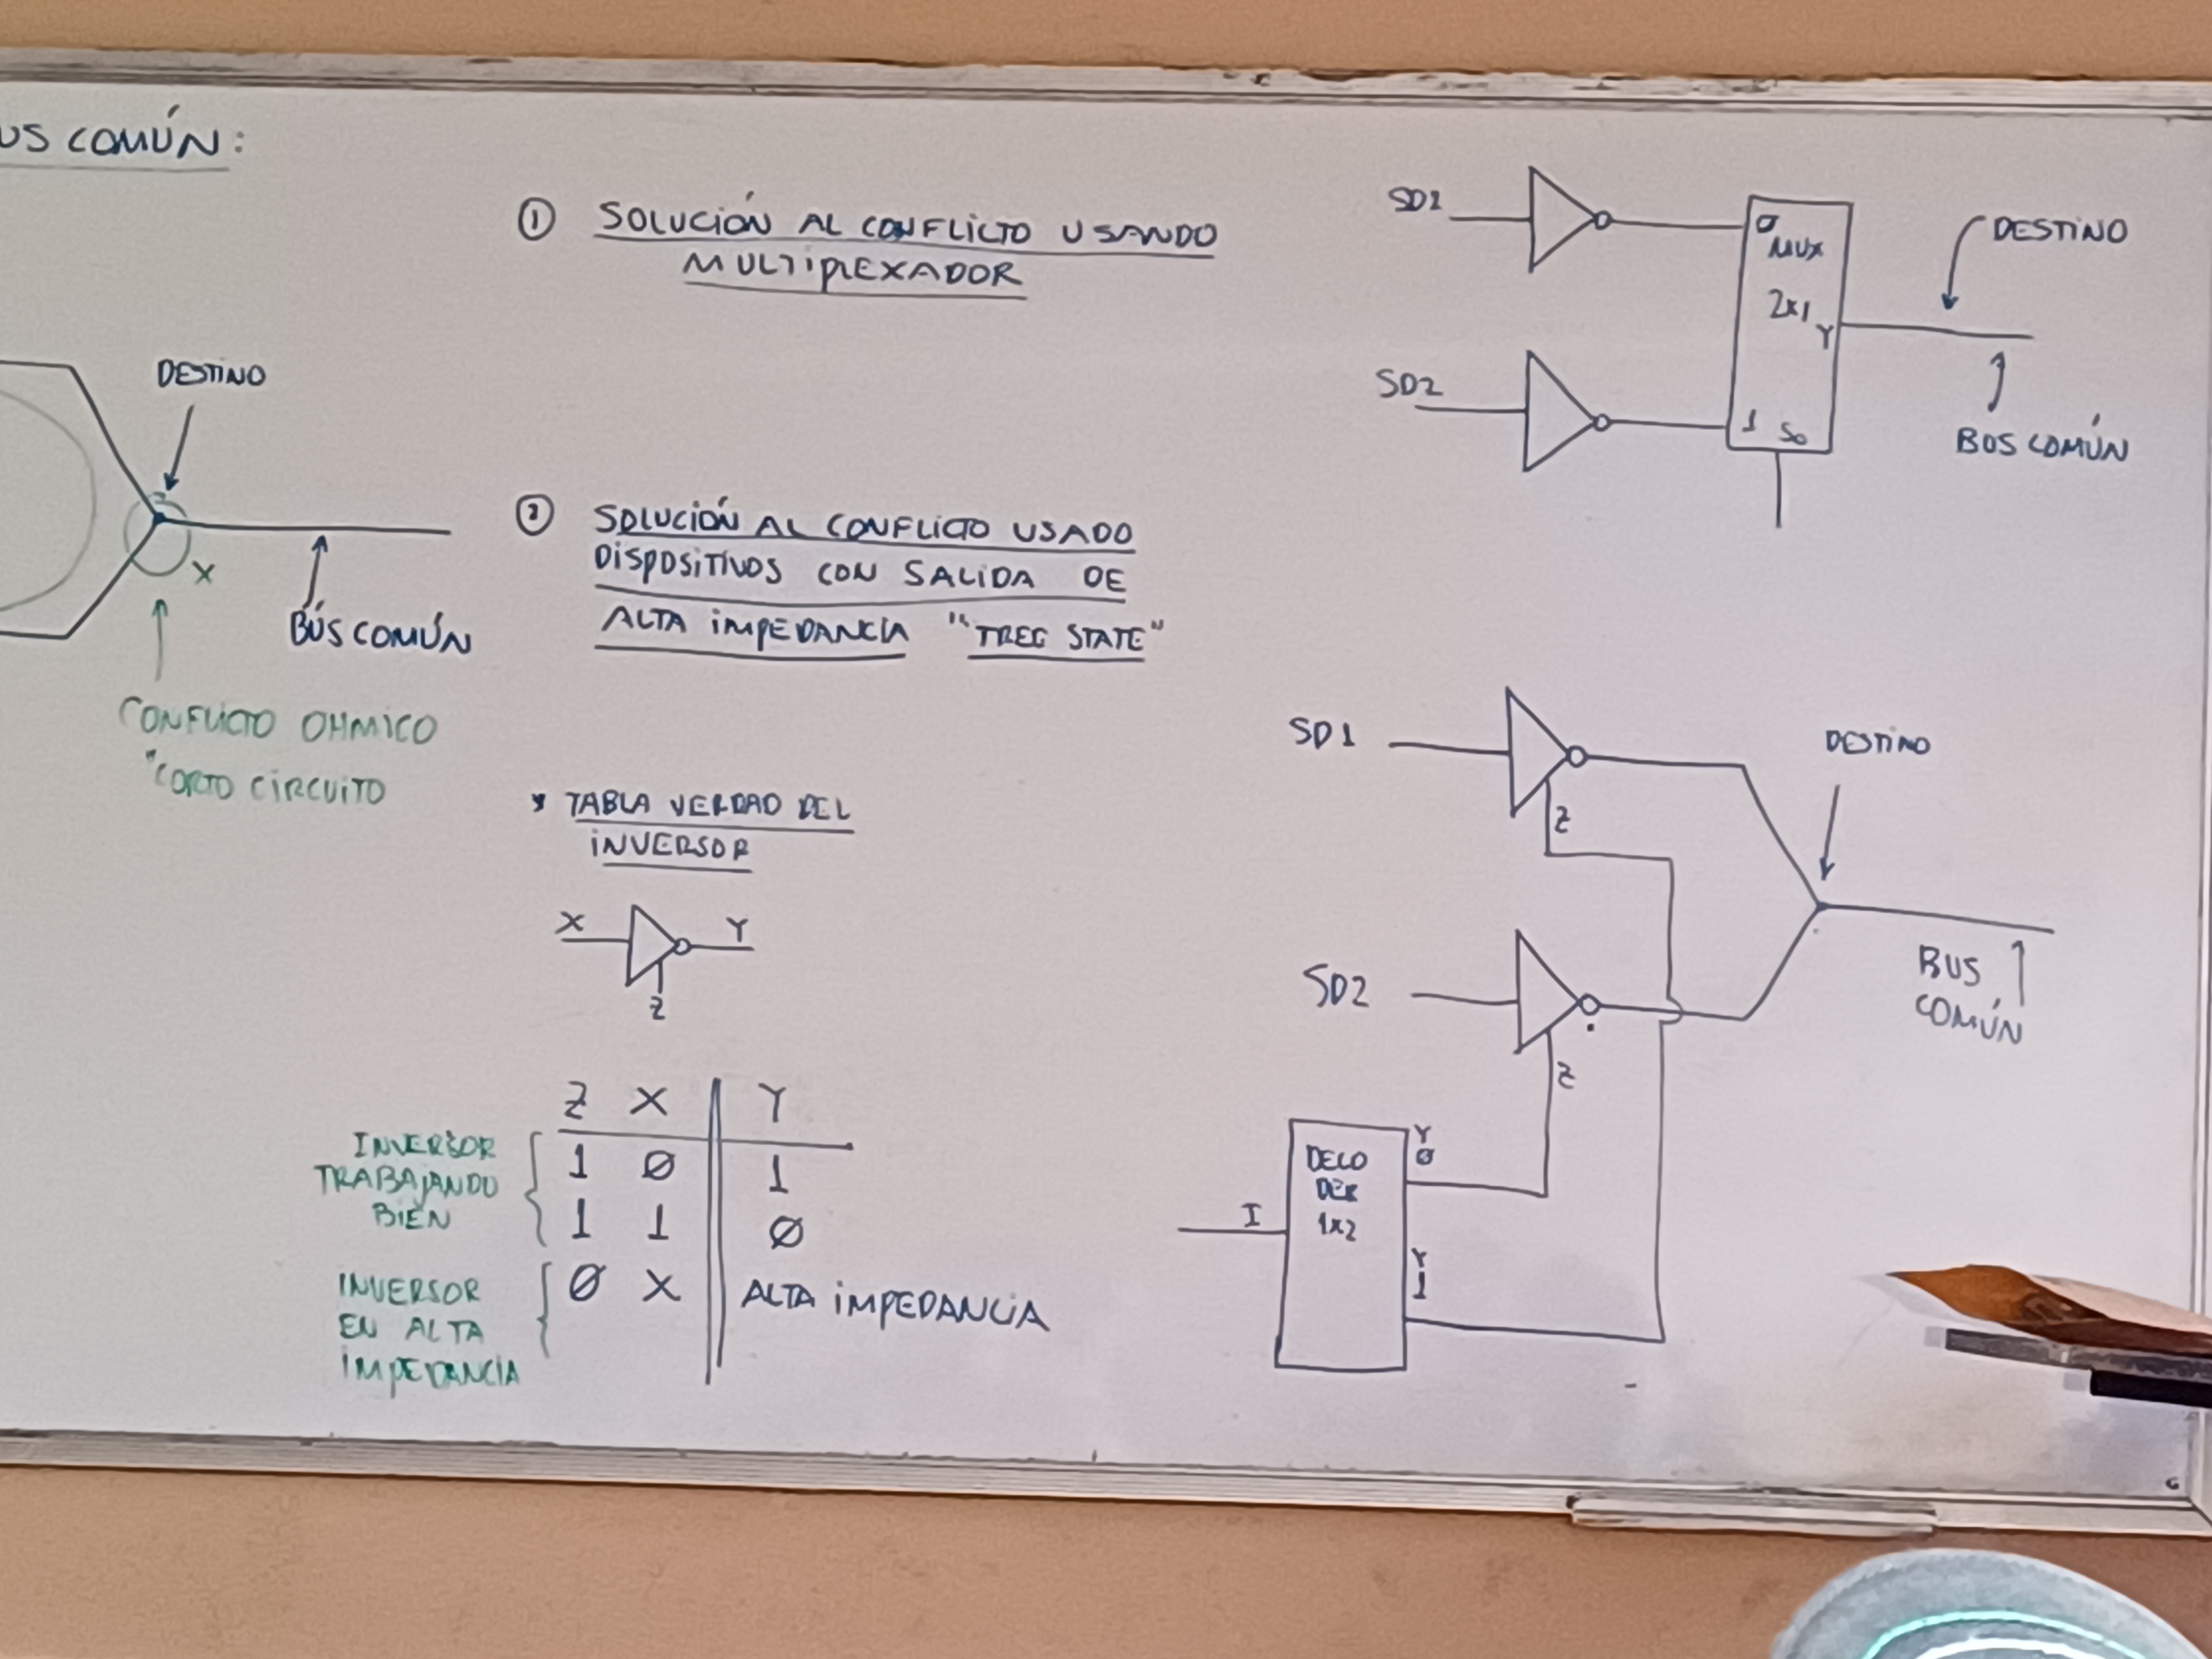 US COMÚN:
DESTINO
X
BÚS COMÚN
CONFLICTO OHMICO
"CORTO CIRCUITO
① SOLUCIÓN AL CONFLICTO USANDO
MULTIPLEXADOR
② SOLUCIÓN AL CONFLICTO USADO
DISPOSITIVOS CON SALIDA DE
ALTA IMPEDANCIA "TREE STATE"
* TABLA VERDAD DEL
INVERSOR
X Y
Z
Z X Y
1 Ø 1
1 1 Ø
Ø X ALTA IMPEDANCIA
INVERSOR
TRABAJANDO
BIEN
INVERSOR
EN ALTA
IMPEDANCIA
SD1
SD2
0
MUX
2x1
Y
1 S0
DESTINO
BUS COMÚN
SD1
Z
SD2
Z
DESTINO
BUS
COMÚN
I
DECO
DER
1x2
Y
Ø
Y
1